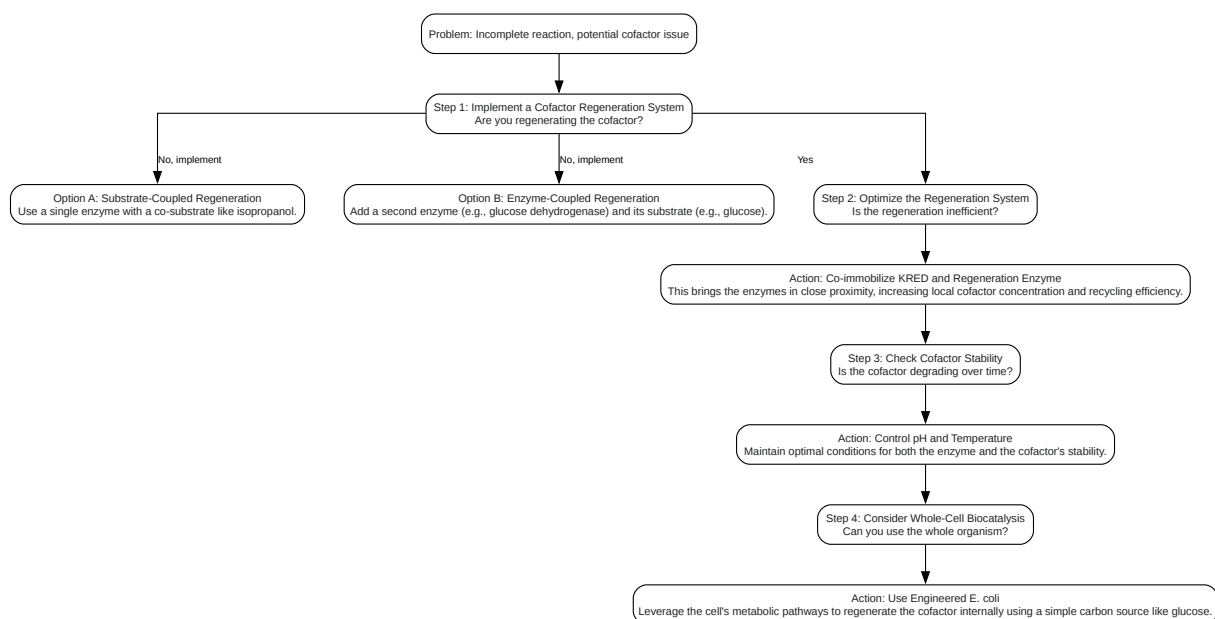 Problem: Incomplete reaction, potential cofactor issue
Step 1: Implement a Cofactor Regeneration System
Are you regenerating the cofactor?
No, implement
No, implement
Yes
Option A: Substrate-Coupled Regeneration
Use a single enzyme with a co-substrate like isopropanol.
Option B: Enzyme-Coupled Regeneration
Add a second enzyme (e.g., glucose dehydrogenase) and its substrate (e.g., glucose).
Step 2: Optimize the Regeneration System
Is the regeneration inefficient?
Action: Co-immobilize KRED and Regeneration Enzyme
This brings the enzymes in close proximity, increasing local cofactor concentration and recycling efficiency.
Step 3: Check Cofactor Stability
Is the cofactor degrading over time?
Action: Control pH and Temperature
Maintain optimal conditions for both the enzyme and the cofactor's stability.
Step 4: Consider Whole-Cell Biocatalysis
Can you use the whole organism?
Action: Use Engineered E. coli
Leverage the cell's metabolic pathways to regenerate the cofactor internally using a simple carbon source like glucose.